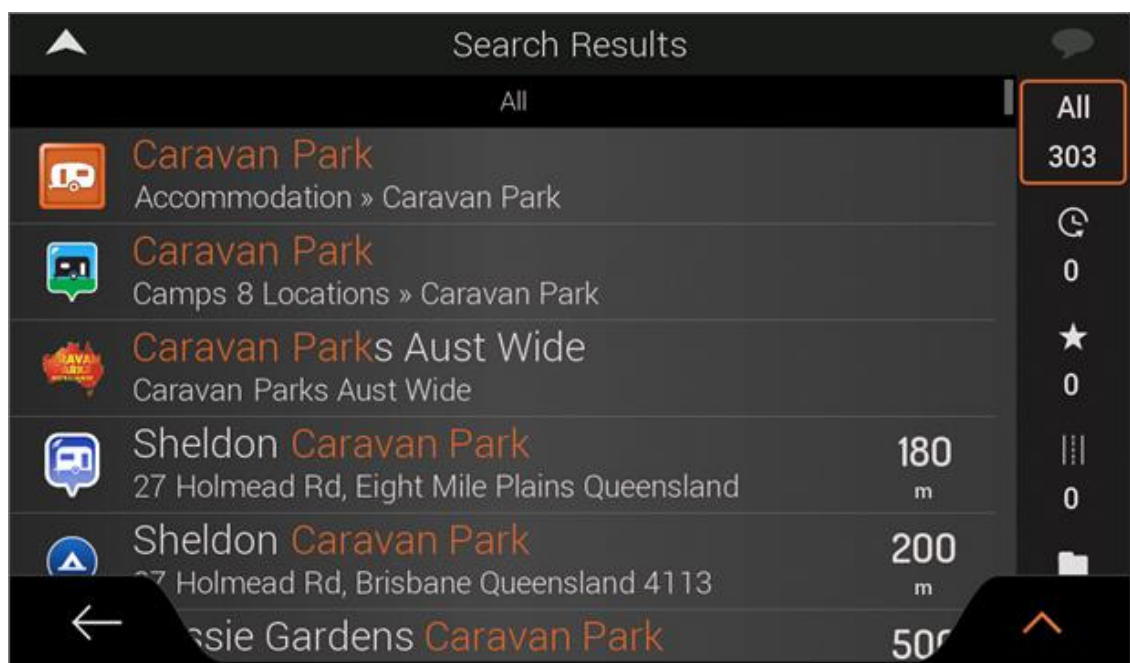 Search Results
All
All
303
Caravan Park
Accommodation » Caravan Park
0
Caravan Park
Camps 8 Locations » Caravan Park
0
Caravan Parks Aust Wide
Caravan Parks Aust Wide
0
Sheldon Caravan Park
180
27 Holmead Rd, Eight Mile Plains Queensland
m
Sheldon Caravan Park
200
Holmead Rd, Brisbane Queensland 4113
m
Gardens Caravan Park